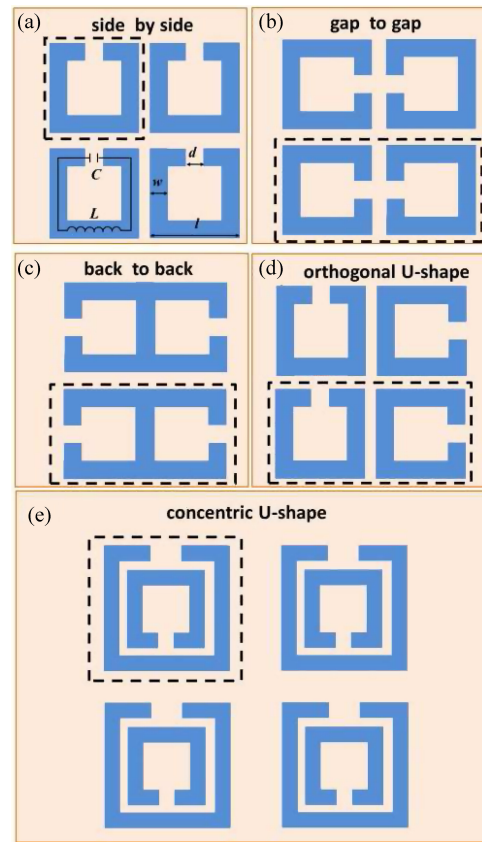 (a) side by side
C
L
d
w
l
(b) gap to gap
(c) back to back
(d) orthogonal U-shape
(e) concentric U-shape